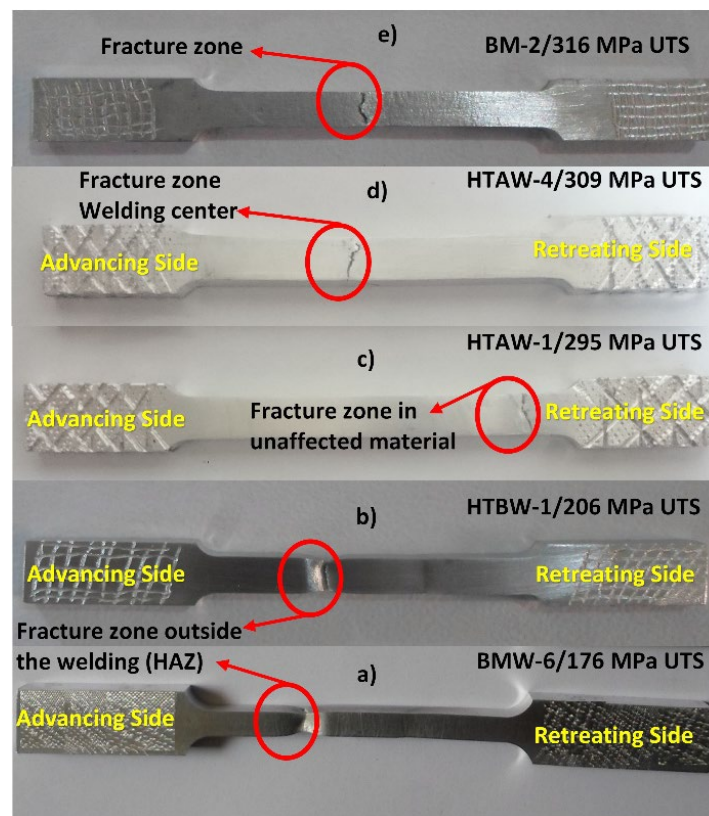 e)
Fracture zone
BM-2/316 MPa UTS
Fracture zone
Welding center
d)
HTAW-4/309 MPa UTS
Advancing Side
Retreating Side
c)
HTAW-1/295 MPa UTS
Advancing Side
Fracture zone in
unaffected material
Retreating Side
b)
HTBW-1/206 MPa UTS
Advancing Side
Retreating Side
Fracture zone outside
the welding (HAZ)
a)
BMW-6/176 MPa UTS
Advancing Side
Retreating Side